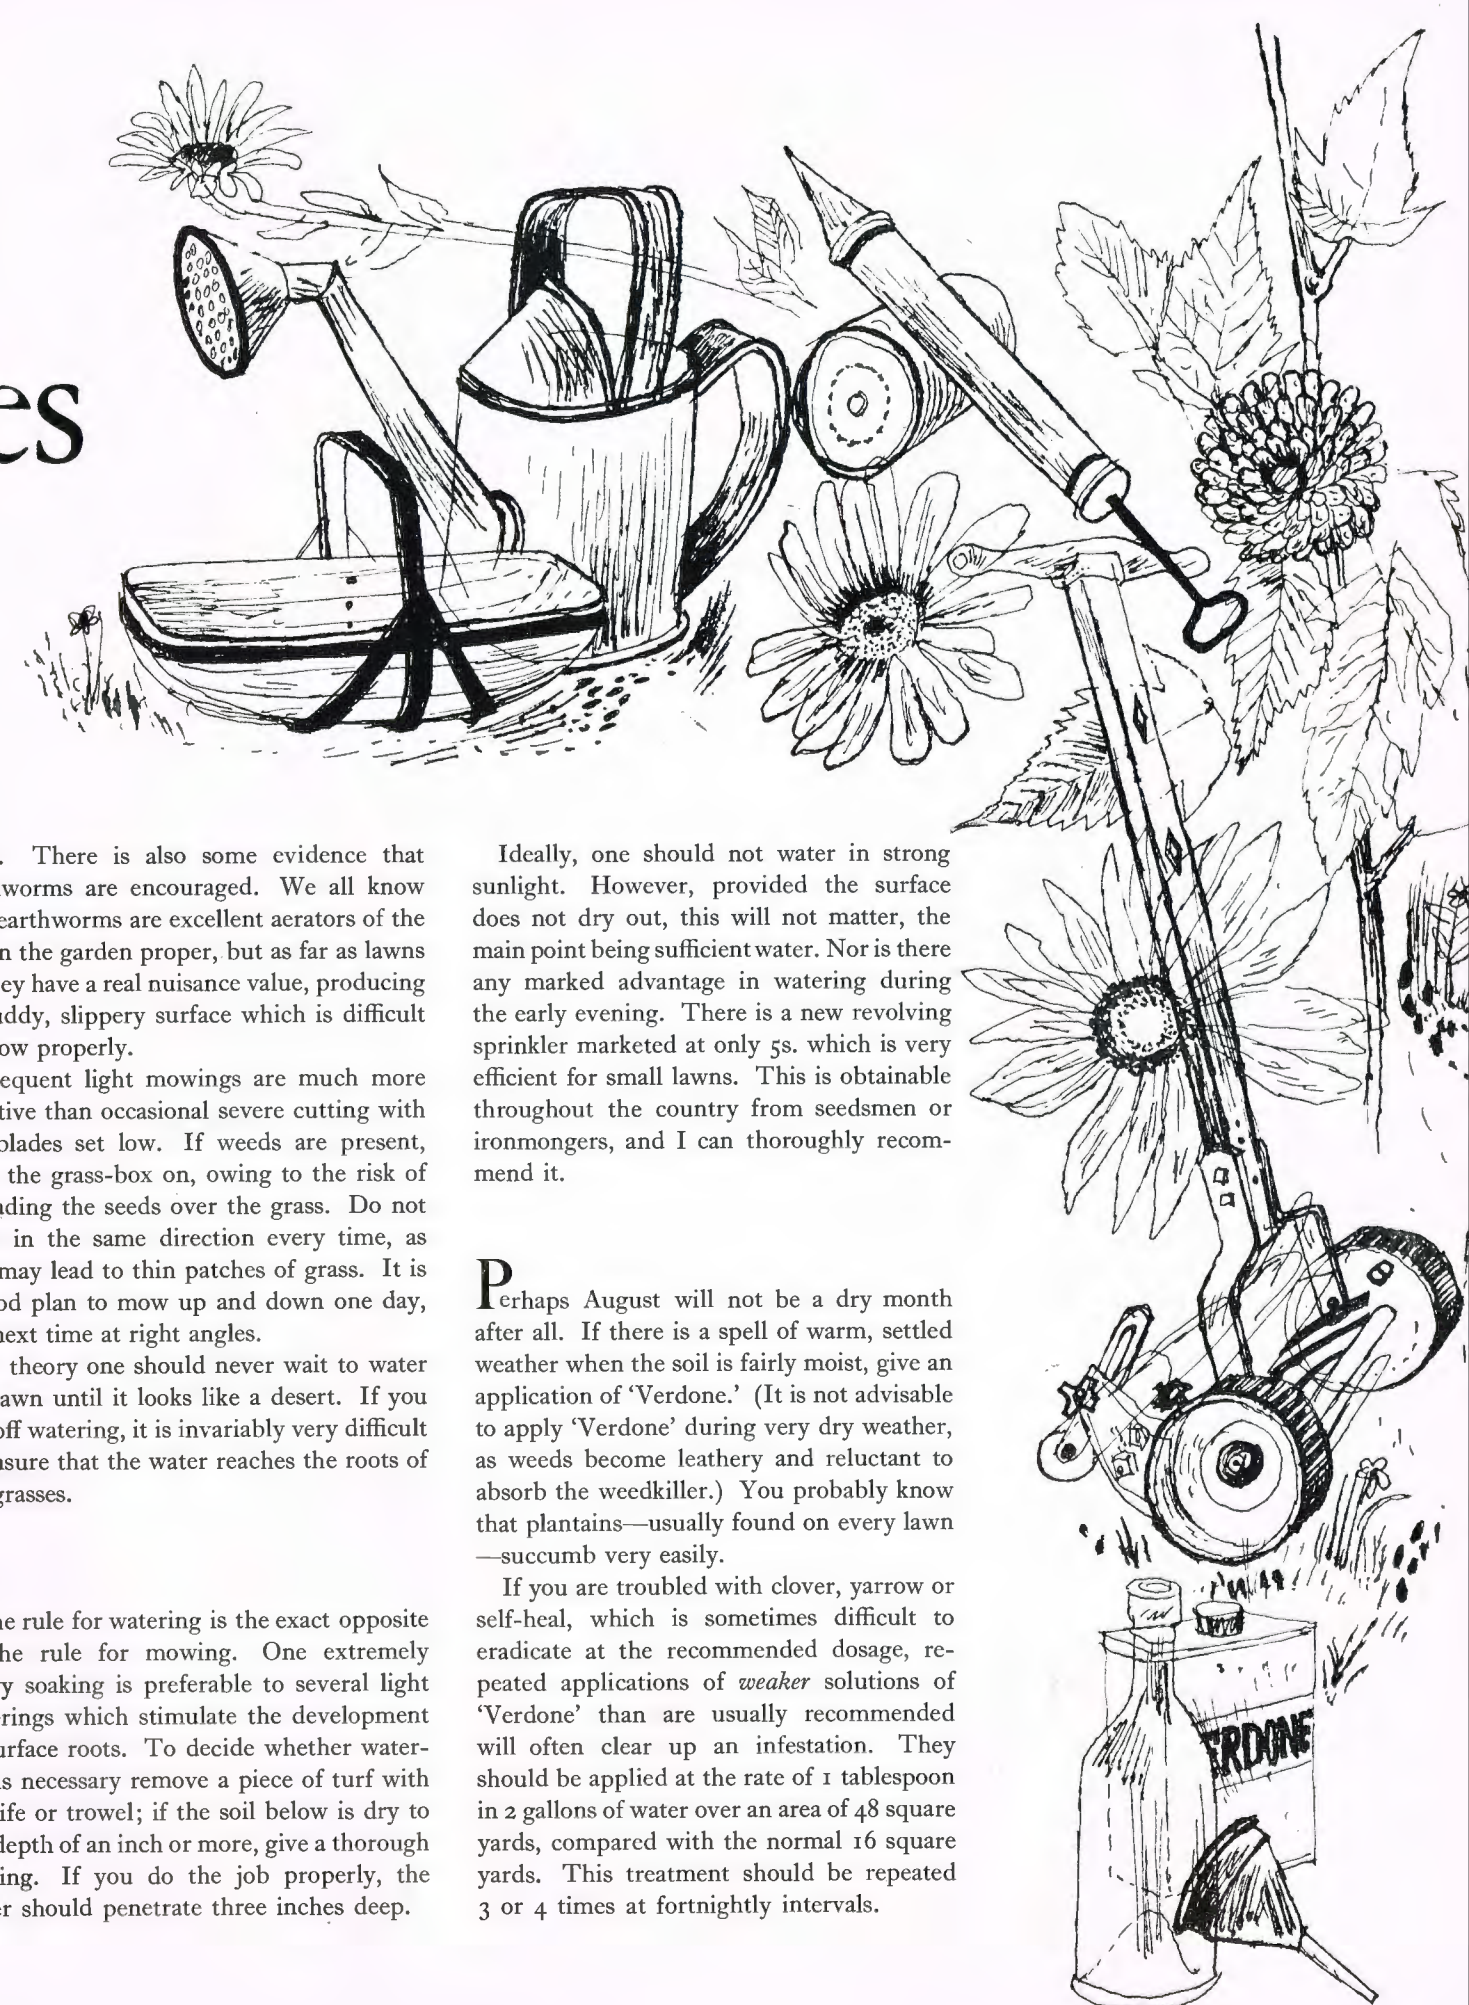 es
. There is also some evidence that
worms are encouraged. We all know
earthworms are excellent aerators of the
n the garden proper, but as far as lawns
ey have a real nuisance value, producing
uddy, slippery surface which is difficult
ow properly.
equent light mowings are much more
tive than occasional severe cutting with
blades set low. If weeds are present,
the grass-box on, owing to the risk of
ading the seeds over the grass. Do not
in the same direction every time, as
may lead to thin patches of grass. It is
od plan to mow up and down one day,
next time at right angles.
theory one should never wait to water
awn until it looks like a desert. If you
off watering, it is invariably very difficult
nsure that the water reaches the roots of
grasses.
he rule for watering is the exact opposite
he rule for mowing. One extremely
y soaking is preferable to several light
rings which stimulate the development
urface roots. To decide whether water-
s necessary remove a piece of turf with
ife or trowel; if the soil below is dry to
depth of an inch or more, give a thorough
ing. If you do the job properly, the
er should penetrate three inches deep.
Ideally, one should not water in strong
sunlight. However, provided the surface
does not dry out, this will not matter, the
main point being sufficient water. Nor is there
any marked advantage in watering during
the early evening. There is a new revolving
sprinkler marketed at only 5s. which is very
efficient for small lawns. This is obtainable
throughout the country from seedsmen or
ironmongers, and I can thoroughly recom-
mend it.
Perhaps August will not be a dry month
after all. If there is a spell of warm, settled
weather when the soil is fairly moist, give an
application of ‘Verdone.’ (It is not advisable
to apply ‘Verdone’ during very dry weather,
as weeds become leathery and reluctant to
absorb the weedkiller.) You probably know
that plantains—usually found on every lawn
—succumb very easily.
If you are troubled with clover, yarrow or
self-heal, which is sometimes difficult to
eradicate at the recommended dosage, re-
peated applications of weaker solutions of
‘Verdone’ than are usually recommended
will often clear up an infestation. They
should be applied at the rate of 1 tablespoon
in 2 gallons of water over an area of 48 square
yards, compared with the normal 16 square
yards. This treatment should be repeated
3 or 4 times at fortnightly intervals.
ERDONE